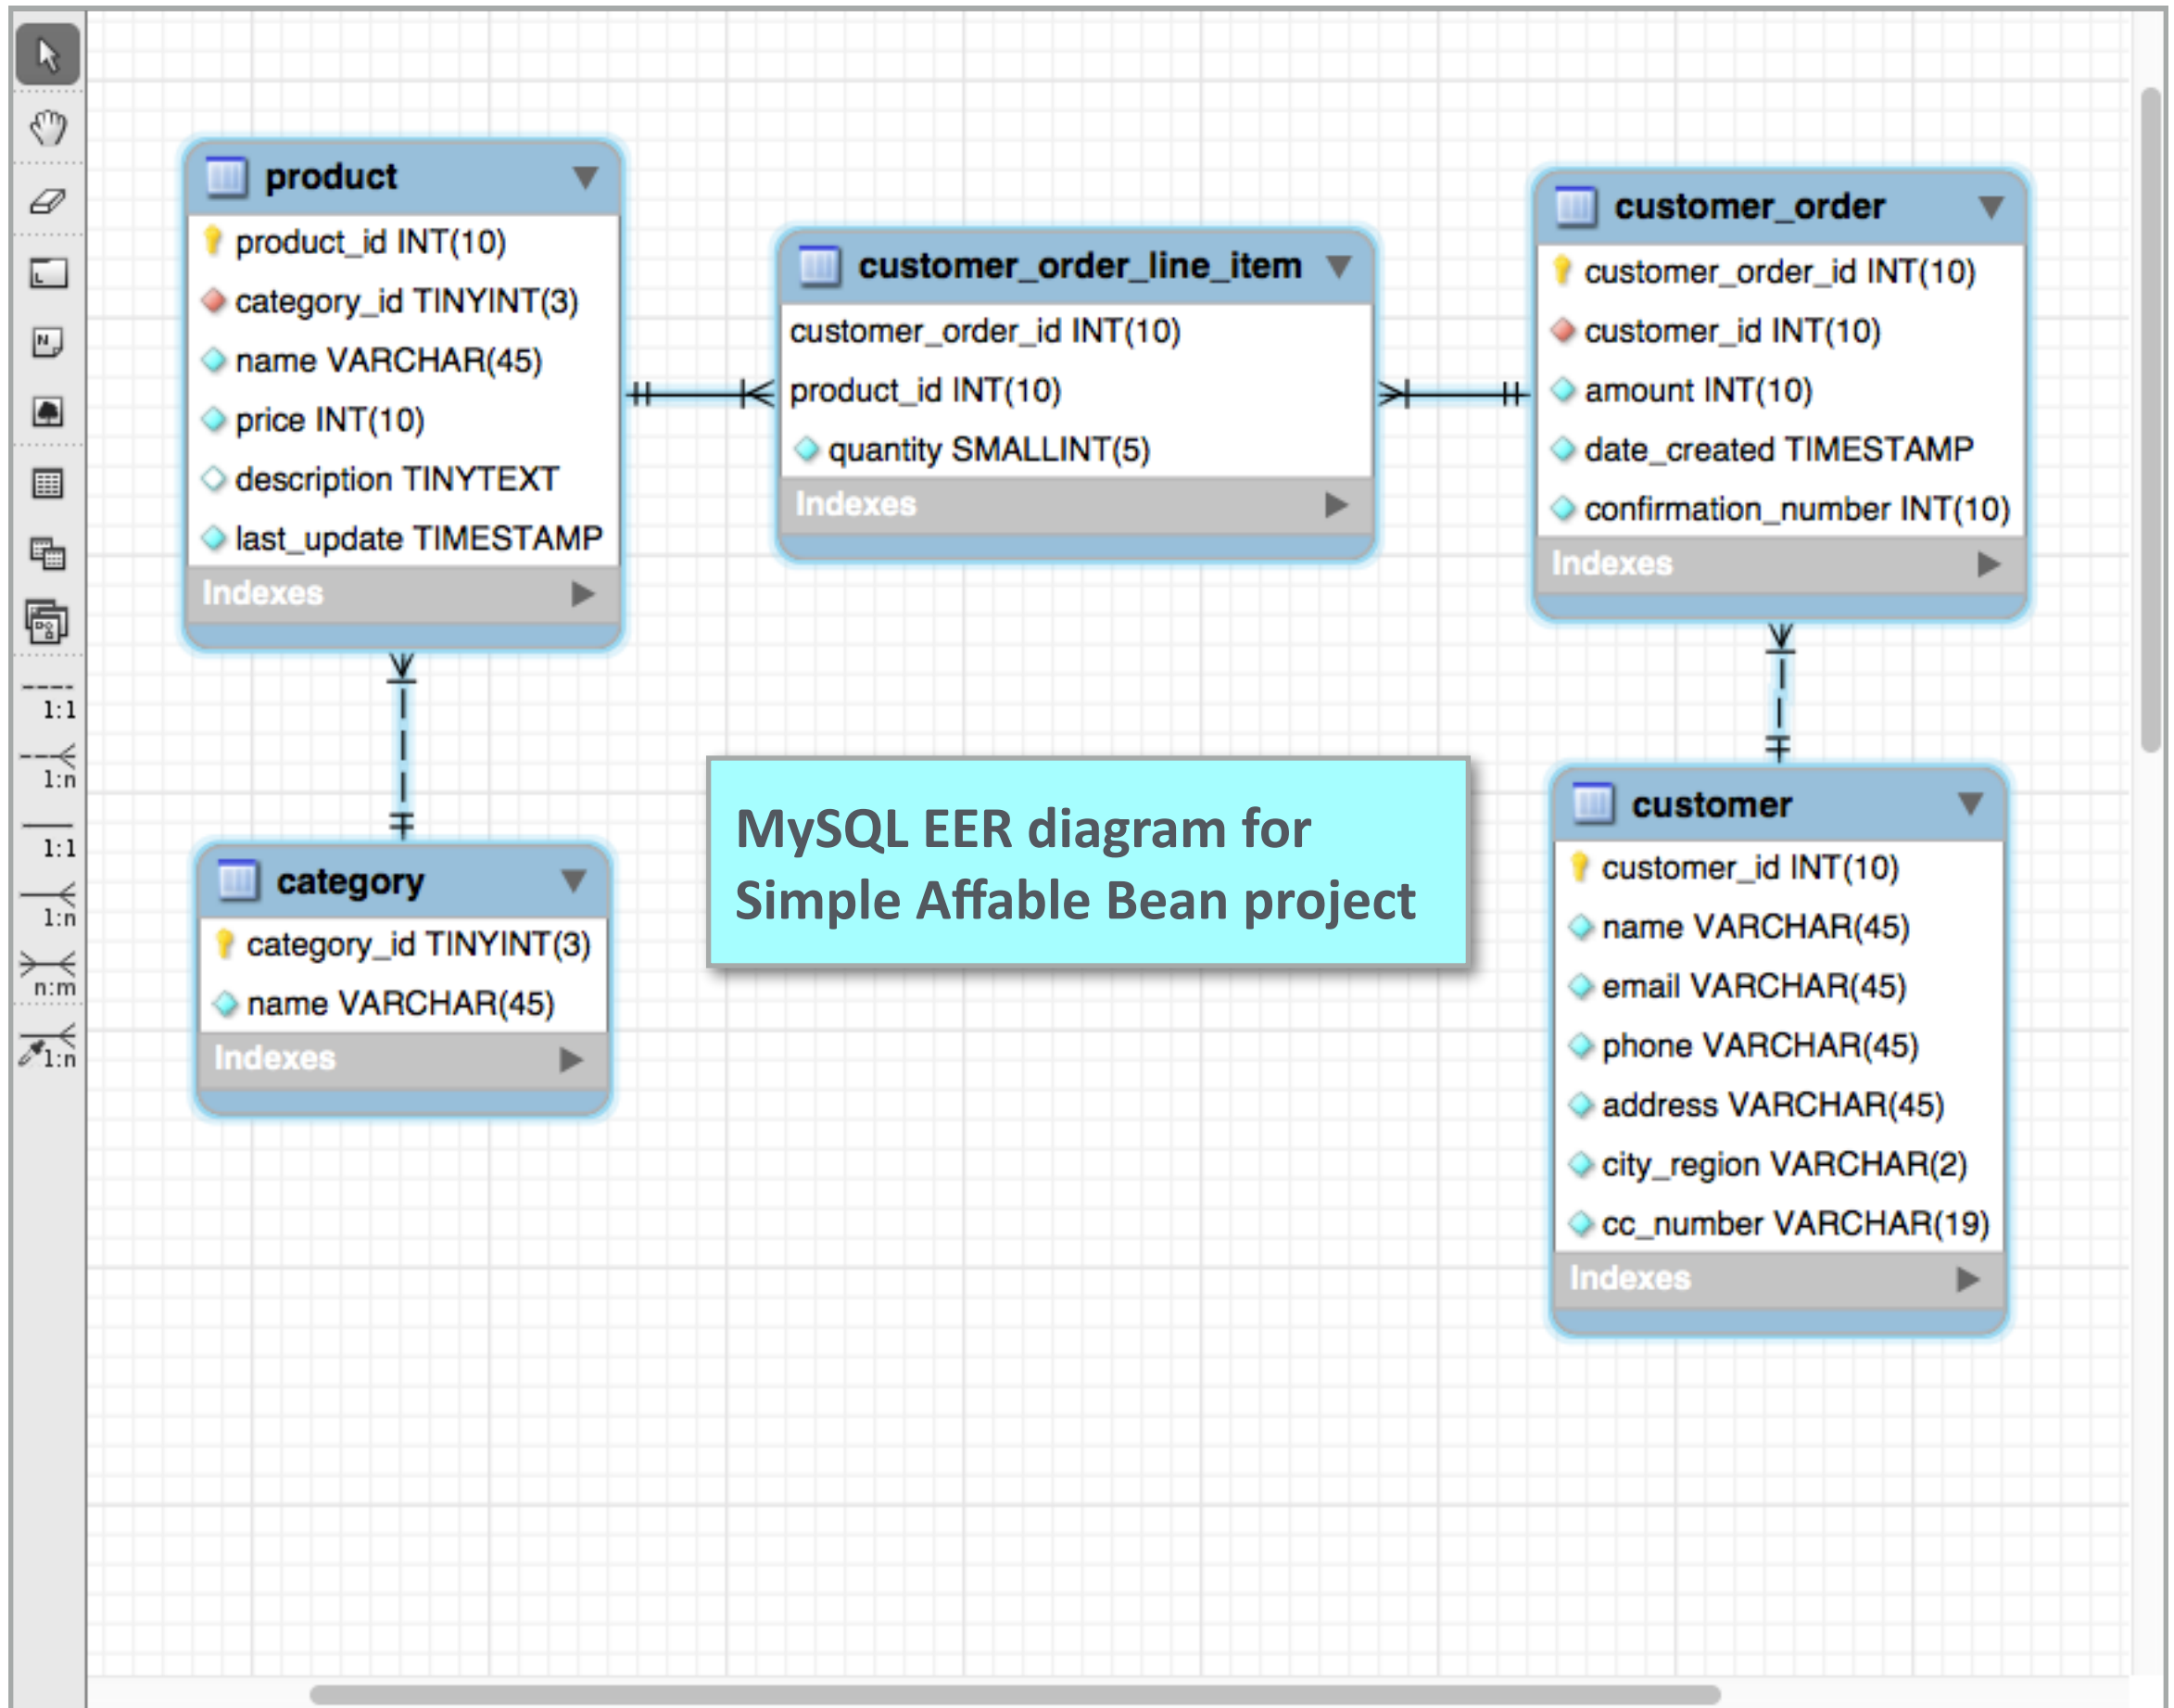 product
product_id INT(10)
category_id TINYINT(3)
name VARCHAR(45)
price INT(10)
description TINYTEXT
last_update TIMESTAMP
Indexes
customer_order_line_item
customer_order_id INT(10)
product_id INT(10)
quantity SMALLINT(5)
Indexes
customer_order
customer_order_id INT(10)
customer_id INT(10)
amount INT(10)
date_created TIMESTAMP
confirmation_number INT(10)
Indexes
category
category_id TINYINT(3)
name VARCHAR(45)
Indexes
MySQL EER diagram for
Simple Affable Bean project
customer
customer_id INT(10)
name VARCHAR(45)
email VARCHAR(45)
phone VARCHAR(45)
address VARCHAR(45)
city_region VARCHAR(2)
cc_number VARCHAR(19)
Indexes
L
N
1:1
1:n
1:1
1:n
n:m
1:n